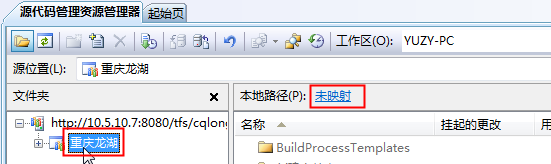 源代码管理资源管理器 起始页
工作区(O): YUZY-PC
源位置(L): 重庆龙湖
文件夹 本地路径(P): 未映射
http://10.5.10.7:8080/tfs/cqlong 名称 挂起的更改 用户
重庆龙湖 BuildProcessTemplates